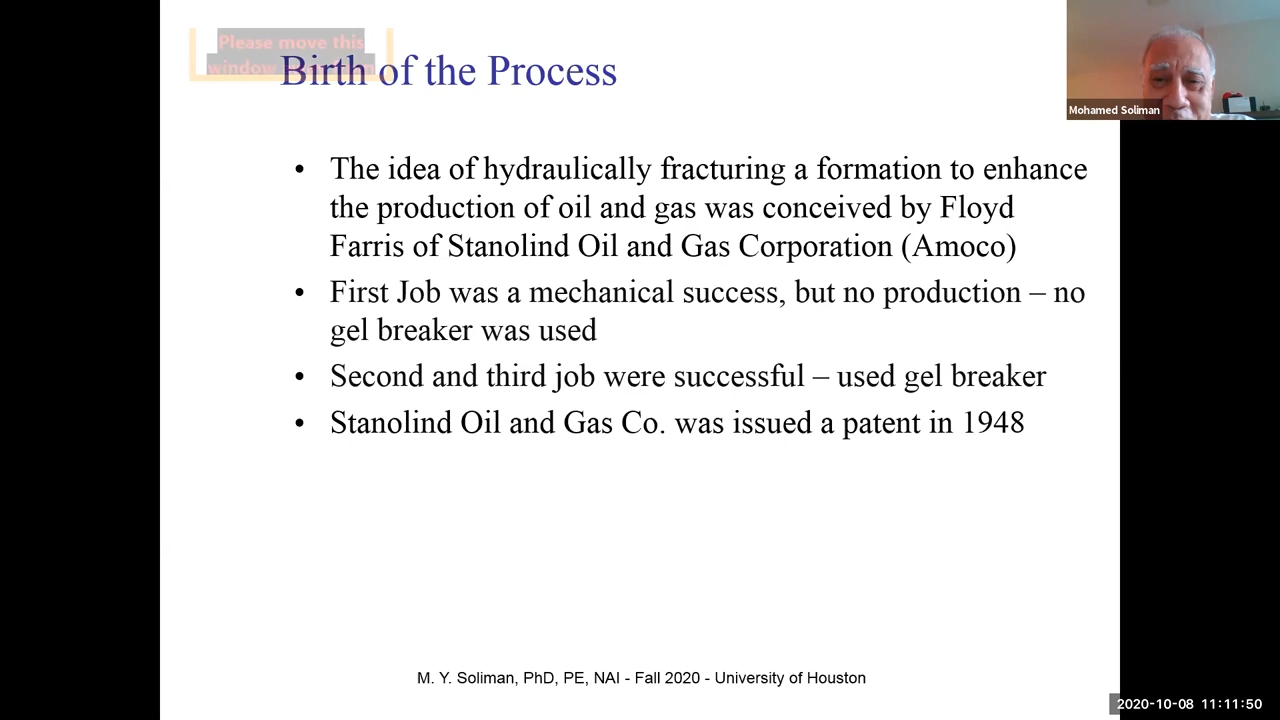 Please move this
window
Birth of the Process
Mohamed Soliman
• The idea of hydraulically fracturing a formation to enhance
the production of oil and gas was conceived by Floyd
Farris of Stanolind Oil and Gas Corporation (Amoco)
• First Job was a mechanical success, but no production – no
gel breaker was used
• Second and third job were successful – used gel breaker
• Stanolind Oil and Gas Co. was issued a patent in 1948
M. Y. Soliman, PhD, PE, NAI - Fall 2020 - University of Houston
2020-10-08 11:11:50